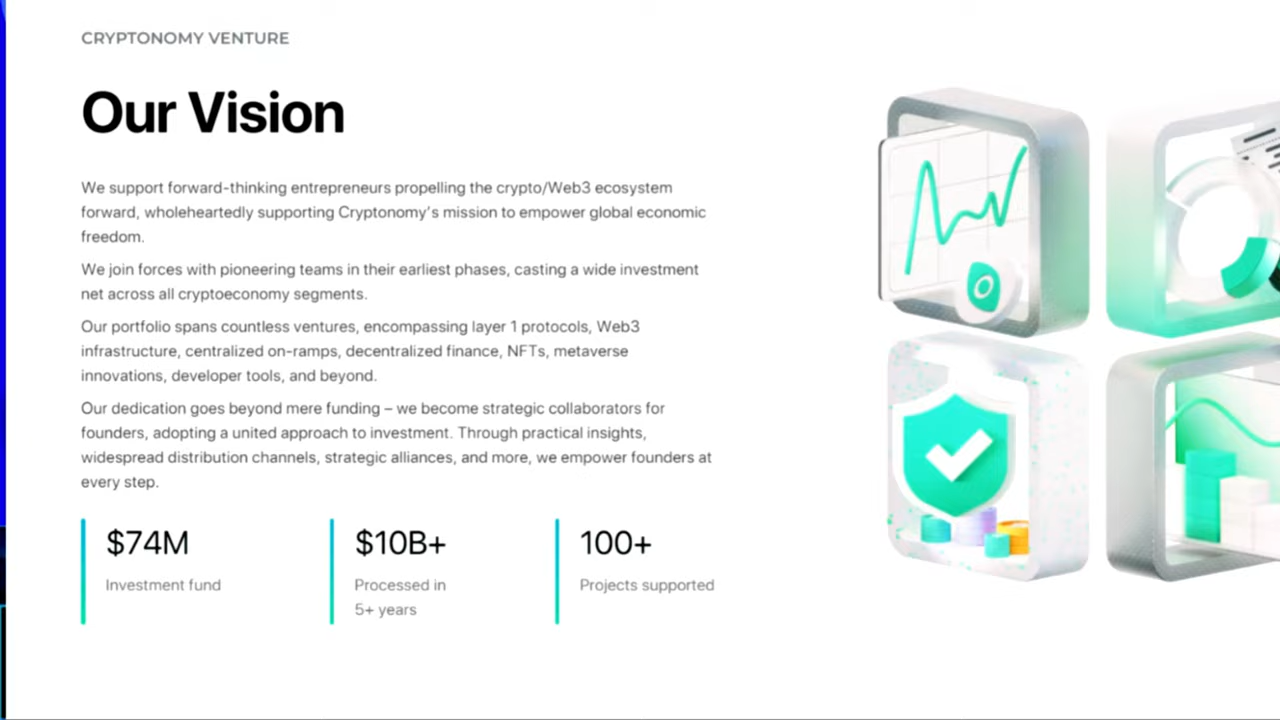 CRYPTONOMY VENTURE
Our Vision
We support forward-thinking entrepreneurs propelling the crypto/Web3 ecosystem
forward, wholeheartedly supporting Cryptonomy's mission to empower global economic
freedom.
We join forces with pioneering teams in their earliest phases, casting a wide investment
net across all cryptoeconomy segments.
Our portfolio spans countless ventures, encompassing layer 1 protocols, Web3
infrastructure, centralized on-ramps, decentralized finance, NFTs, metaverse
innovations, developer tools, and beyond.
Our dedication goes beyond mere funding – we become strategic collaborators for
founders, adopting a united approach to investment. Through practical insights,
widespread distribution channels, strategic alliances, and more, we empower founders at
every step.
$74M
Investment fund
$10B+
Processed in
5+ years
100+
Projects supported